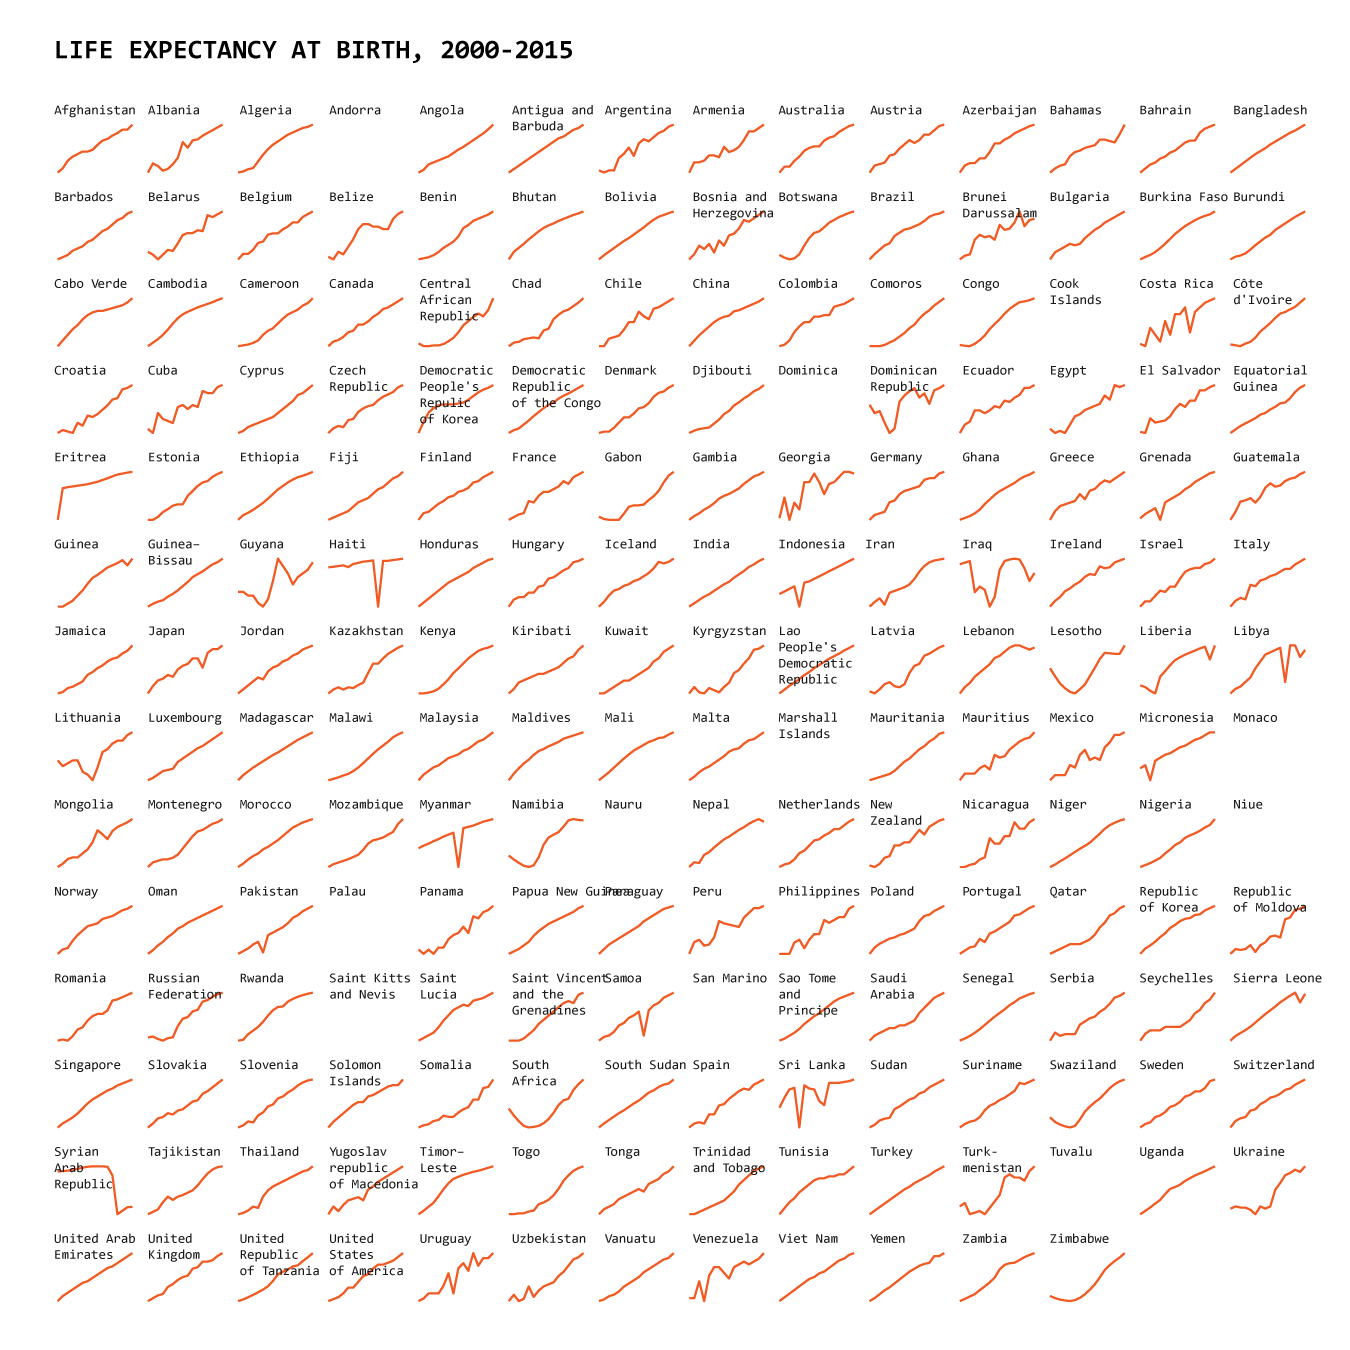 LIFE EXPECTANCY AT BIRTH, 2000-2015
Afghanistan
Albania
Algeria
Andorra
Angola
Antigua and
Barbuda
Argentina
Armenia
Australia
Austria
Azerbaijan
Bahamas
Bahrain
Bangladesh
Barbados
Belarus
Belgium
Belize
Benin
Bhutan
Bolivia
Bosnia and
Herzegovina
Botswana
Brazil
Brunei
Darussalam
Bulgaria
Burkina Faso
Burundi
Cabo Verde
Cambodia
Cameroon
Canada
Central
African
Republic
Chad
Chile
China
Colombia
Comoros
Congo
Cook
Islands
Costa Rica
Côte
d'Ivoire
Croatia
Cuba
Cyprus
Czech
Republic
Democratic
People's
Repulic
of Korea
Democratic
Republic
of the Congo
Denmark
Djibouti
Dominica
Dominican
Republic
Ecuador
Egypt
El Salvador
Equatorial
Guinea
Eritrea
Estonia
Ethiopia
Fiji
Finland
France
Gabon
Gambia
Georgia
Germany
Ghana
Greece
Grenada
Guatemala
Guinea
Guinea–
Bissau
Guyana
Haiti
Honduras
Hungary
Iceland
India
Indonesia
Iran
Iraq
Ireland
Israel
Italy
Jamaica
Japan
Jordan
Kazakhstan
Kenya
Kiribati
Kuwait
Kyrgyzstan
Lao
People's
Democratic
Republic
Latvia
Lebanon
Lesotho
Liberia
Libya
Lithuania
Luxembourg
Madagascar
Malawi
Malaysia
Maldives
Mali
Malta
Marshall
Islands
Mauritania
Mauritius
Mexico
Micronesia
Monaco
Mongolia
Montenegro
Morocco
Mozambique
Myanmar
Namibia
Nauru
Nepal
Netherlands
New
Zealand
Nicaragua
Niger
Nigeria
Niue
Norway
Oman
Pakistan
Palau
Panama
Papua New Guinea
Paraguay
Peru
Philippines
Poland
Portugal
Qatar
Republic
of Korea
Republic
of Moldova
Romania
Russian
Federation
Rwanda
Saint Kitts
and Nevis
Saint
Lucia
Saint Vincent
and the
Grenadines
Samoa
San Marino
Sao Tome
and
Principe
Saudi
Arabia
Senegal
Serbia
Seychelles
Sierra Leone
Singapore
Slovakia
Slovenia
Solomon
Islands
Somalia
South
Africa
South Sudan
Spain
Sri Lanka
Sudan
Suriname
Swaziland
Sweden
Switzerland
Syrian
Arab
Republic
Tajikistan
Thailand
Yugoslav
republic
of Macedonia
Timor–
Leste
Togo
Tonga
Trinidad
and Tobago
Tunisia
Turkey
Turk-
menistan
Tuvalu
Uganda
Ukraine
United Arab
Emirates
United
Kingdom
United
Republic
of Tanzania
United
States
of America
Uruguay
Uzbekistan
Vanuatu
Venezuela
Viet Nam
Yemen
Zambia
Zimbabwe